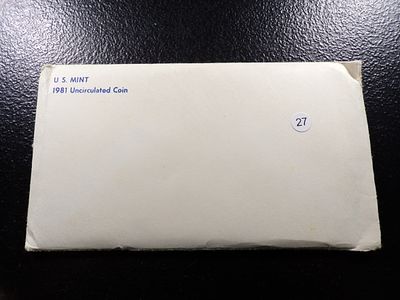 U S. MINT
1981 Uncirculated Coin
27